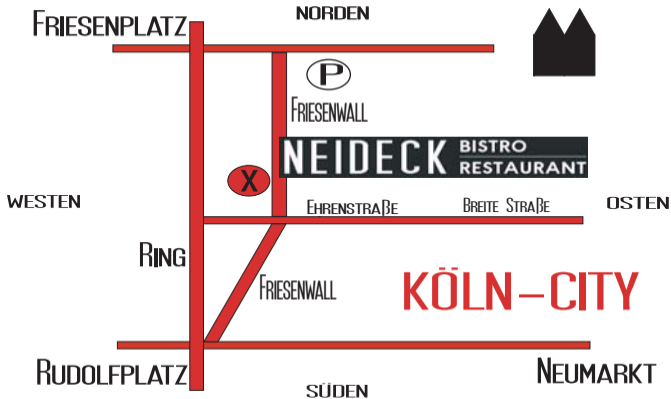 NORDEN
FRIESENPLATZ
P
FRIESENWALL
NEIDECK BISTRO RESTAURANT
X
WESTEN
EHRENSTRAßE
BREITE STRAßE
OSTEN
RING
FRIESENWALL
KÖLN–CITY
RUDOLFPLATZ
NEUMARKT
SÜDEN